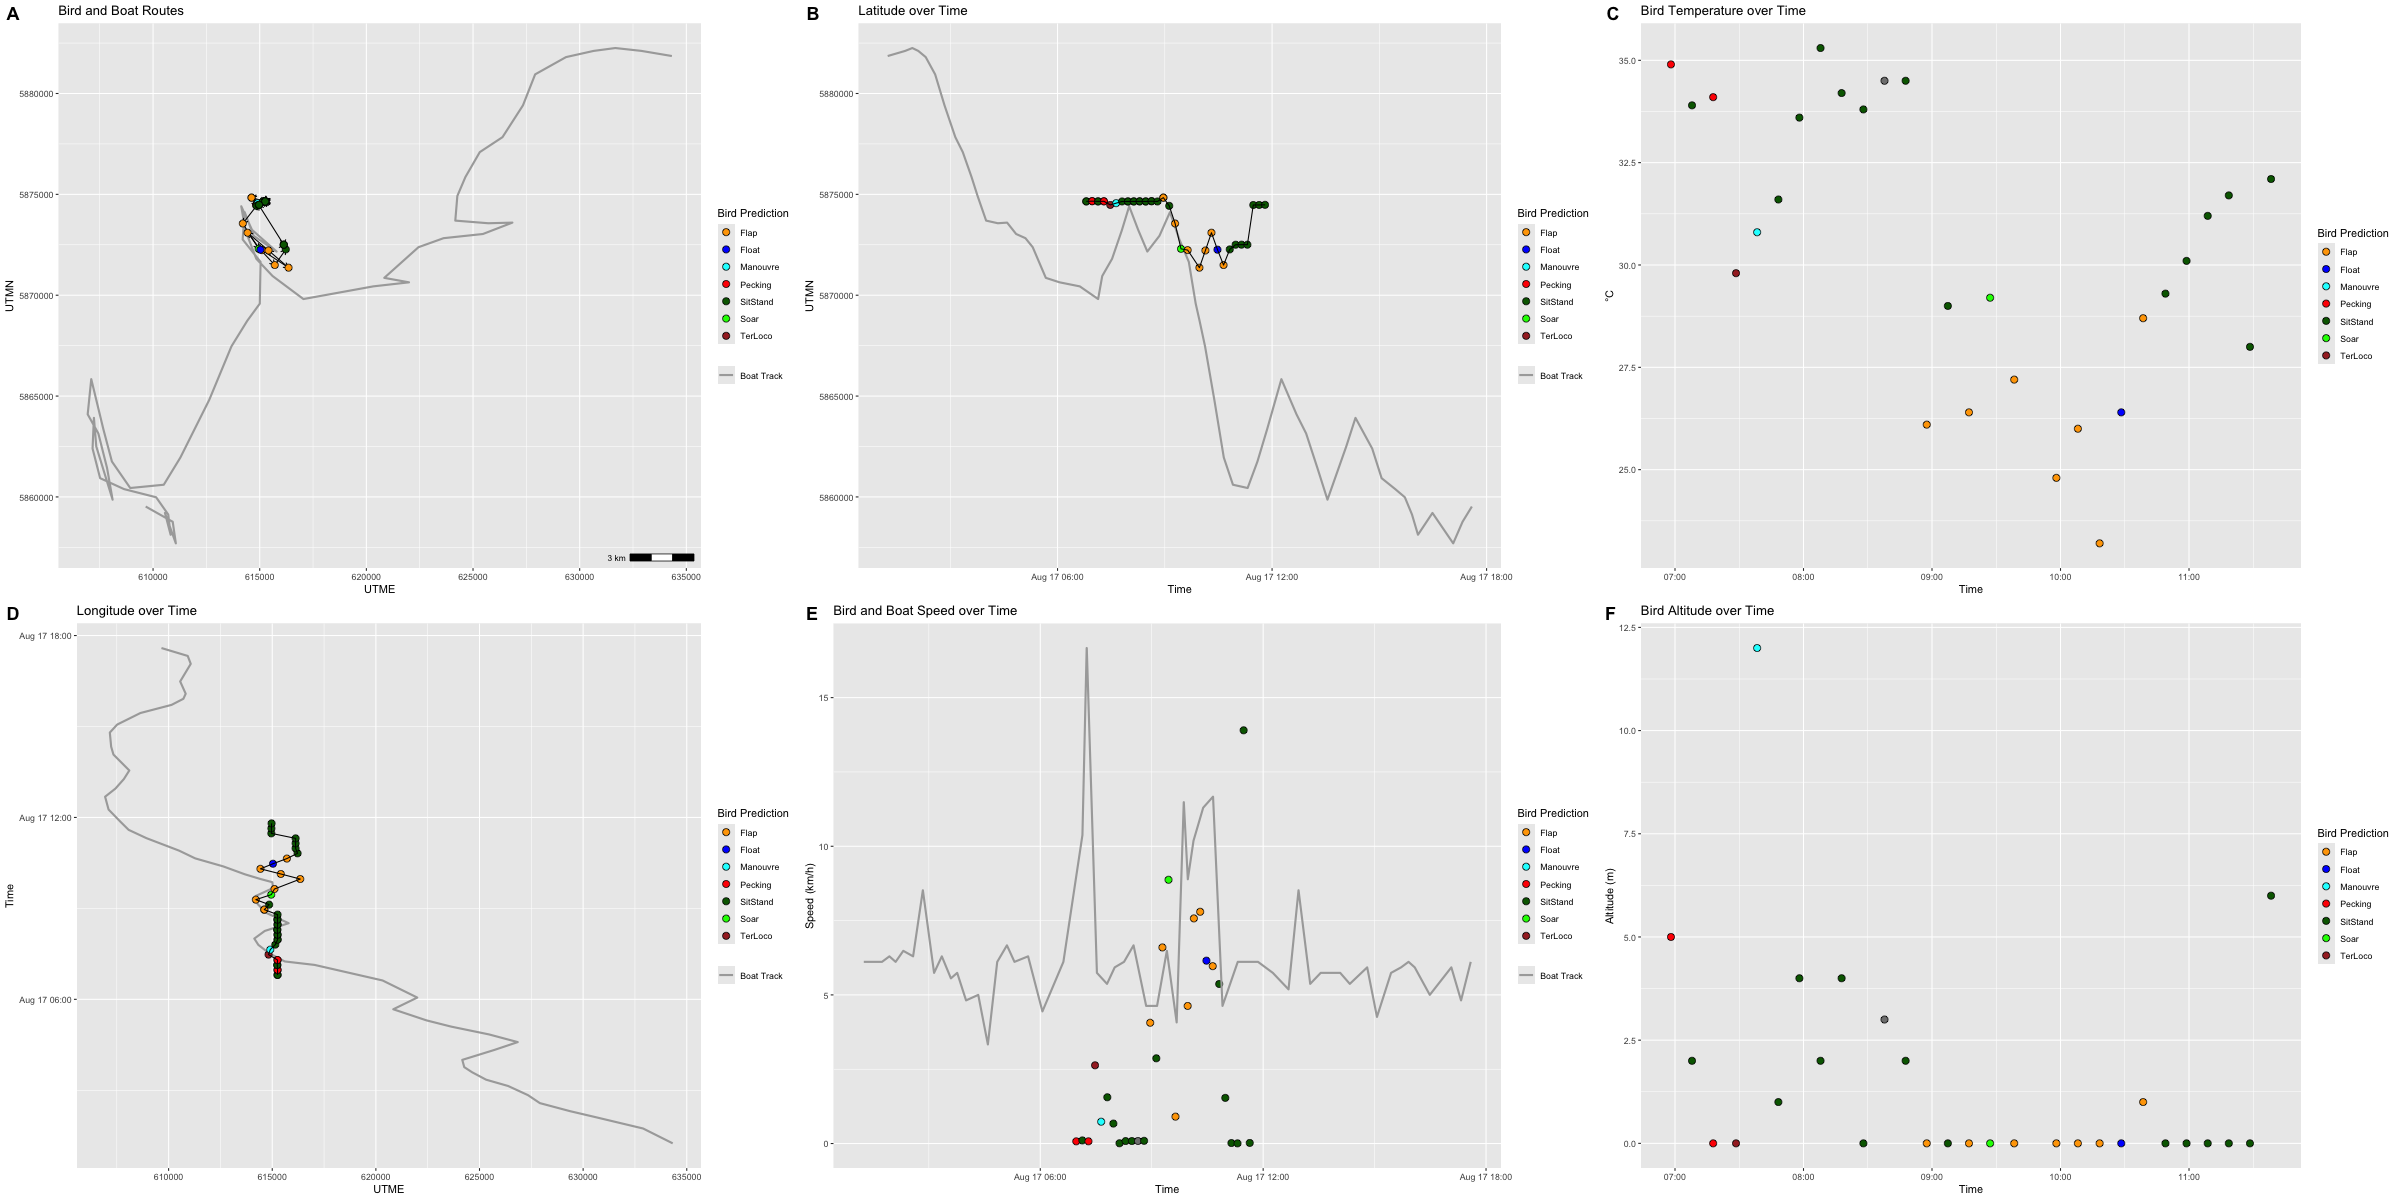 A
Bird and Boat Routes
UTMN
5880000
5875000
5870000
5865000
5860000
3 km
610000
615000
620000
625000
630000
635000
UTME
Bird Prediction
Flap
Float
Manouvre
Pecking
SitStand
Soar
TerLoco
Boat Track
B
Latitude over Time
UTMN
5880000
5875000
5870000
5865000
5860000
Aug 17 06:00
Aug 17 12:00
Aug 17 18:00
Time
Bird Prediction
Flap
Float
Manouvre
Pecking
SitStand
Soar
TerLoco
Boat Track
C
Bird Temperature over Time
°C
35.0
32.5
30.0
27.5
25.0
07:00
08:00
09:00
10:00
11:00
Time
Bird Prediction
Flap
Float
Manouvre
Pecking
SitStand
Soar
TerLoco
D
Longitude over Time
Time
Aug 17 18:00
Aug 17 12:00
Aug 17 06:00
610000
615000
620000
625000
630000
635000
UTME
Bird Prediction
Flap
Float
Manouvre
Pecking
SitStand
Soar
TerLoco
Boat Track
E
Bird and Boat Speed over Time
Speed (km/h)
15
10
5
0
Aug 17 06:00
Aug 17 12:00
Aug 17 18:00
Time
Bird Prediction
Flap
Float
Manouvre
Pecking
SitStand
Soar
TerLoco
Boat Track
F
Bird Altitude over Time
Altitude (m)
12.5
10.0
7.5
5.0
2.5
0.0
07:00
08:00
09:00
10:00
11:00
Time
Bird Prediction
Flap
Float
Manouvre
Pecking
SitStand
Soar
TerLoco